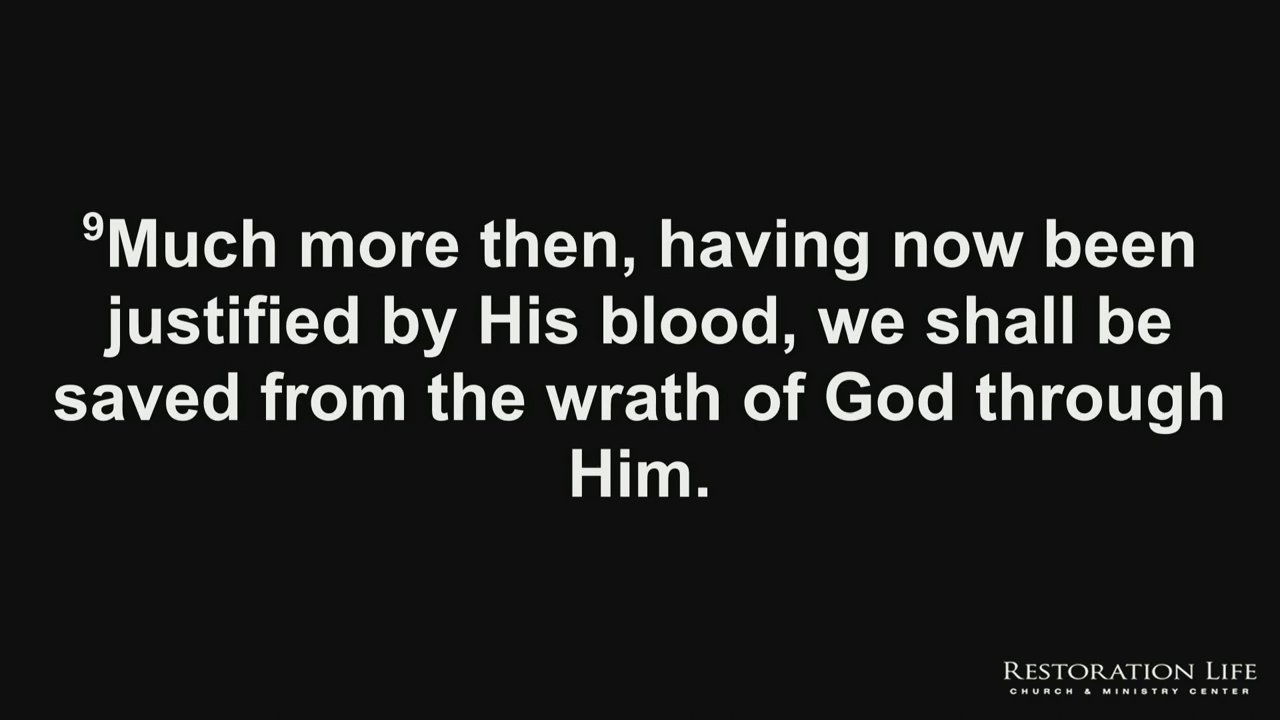 ⁹Much more then, having now been
justified by His blood, we shall be
saved from the wrath of God through
Him.
RESTORATION LIFE
CHURCH & MINISTRY CENTER